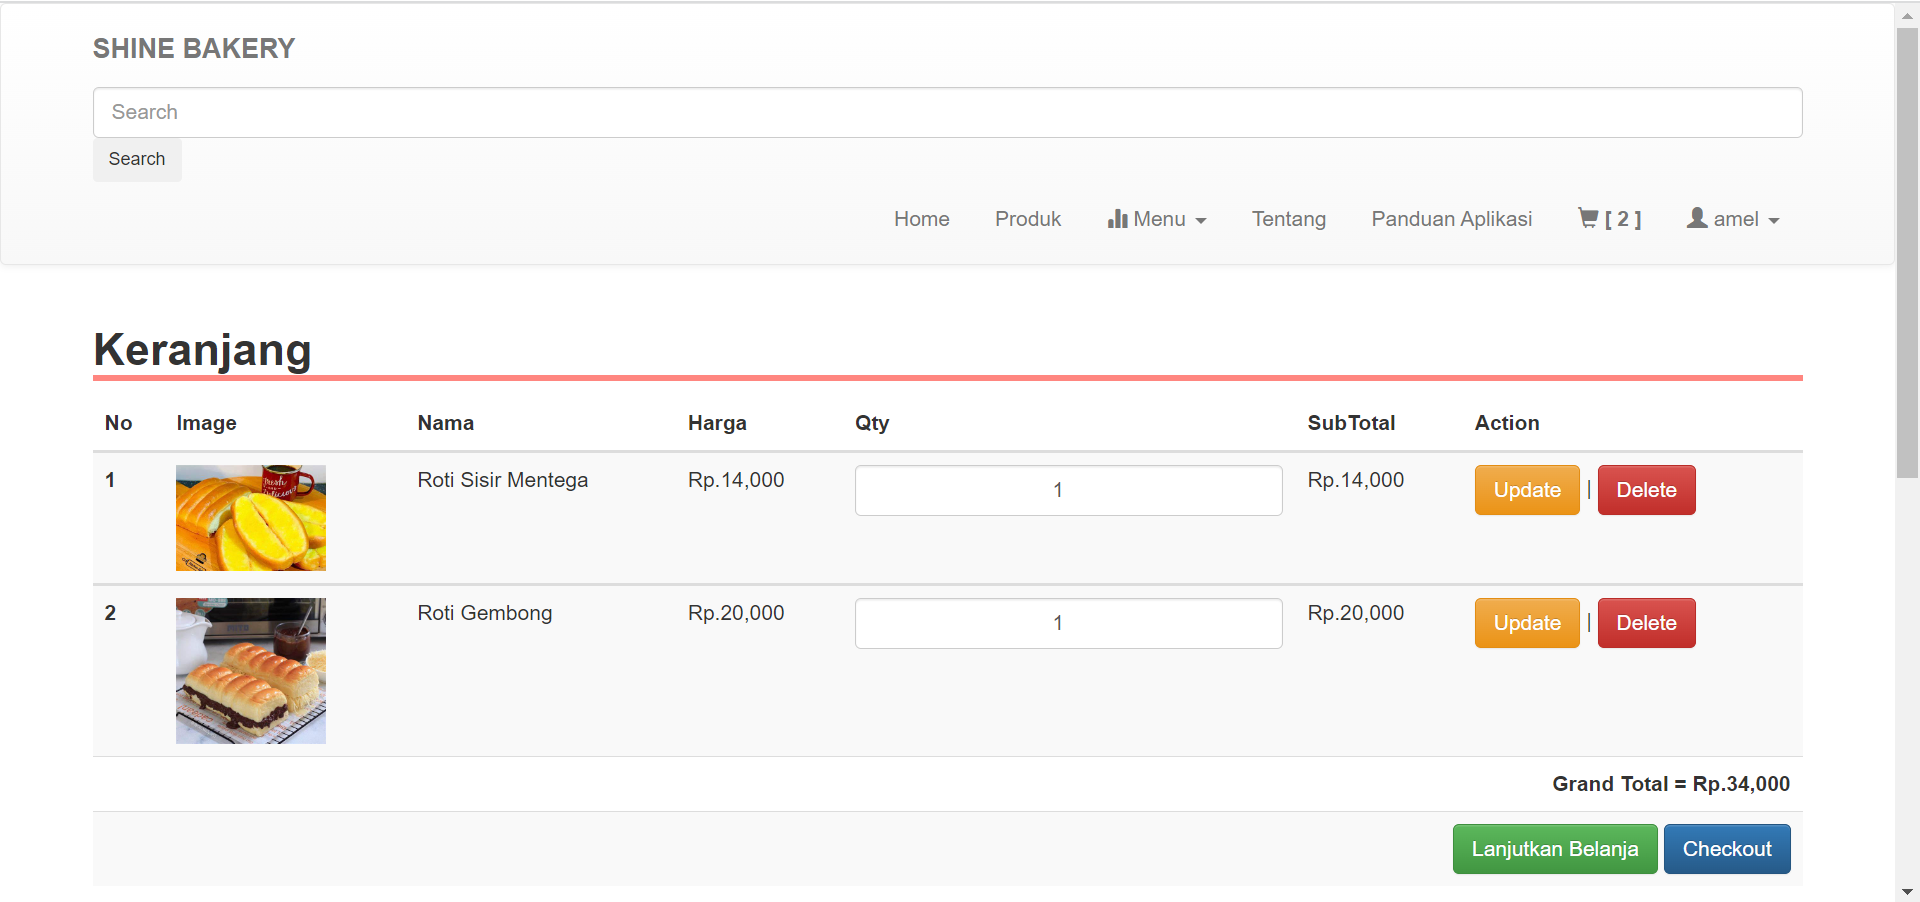 SHINE BAKERY
Search
Search
Home Produk Menu Tentang Panduan Aplikasi [ 2 ] amel
Keranjang
No Image Nama Harga Qty SubTotal Action
1 Roti Sisir Mentega Rp.14,000 1 Rp.14,000 Update | Delete
2 Roti Gembong Rp.20,000 1 Rp.20,000 Update | Delete
Grand Total = Rp.34,000
Lanjutkan Belanja Checkout